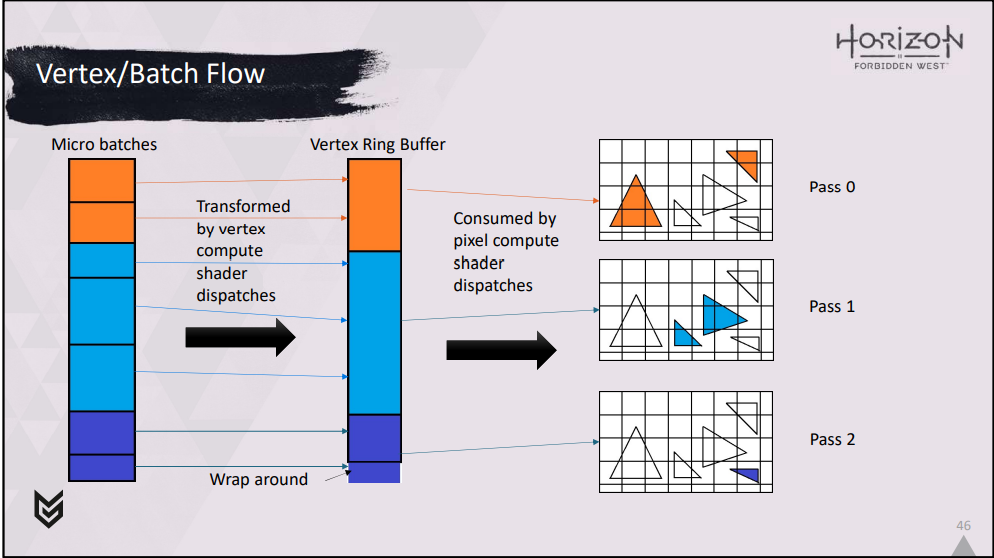 HORIZON
FORBIDDEN WEST
Vertex/Batch Flow
Micro batches
Vertex Ring Buffer
Transformed
by vertex
compute
shader
dispatches
Consumed by
pixel compute
shader
dispatches
Pass 0
Pass 1
Pass 2
Wrap around
46